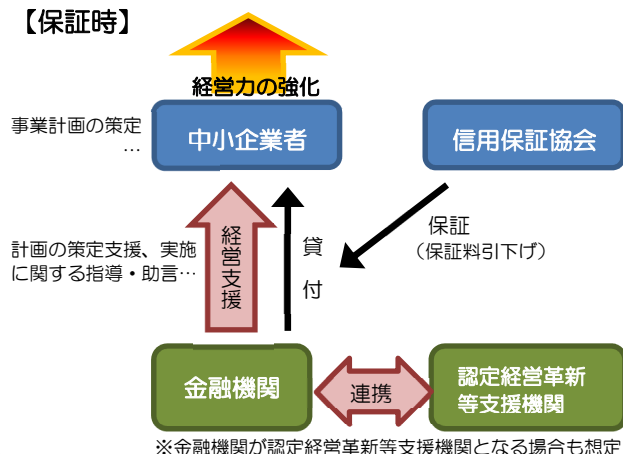 【保証時】
経営力の強化
事業計画の策定
…
中小企業者
信用保証協会
計画の策定支援、実施
に関する指導・助言…
経営支援
貸付
保証
（保証料引下げ）
金融機関
連携
認定経営革新
等支援機関
※金融機関が認定経営革新等支援機関となる場合も想定